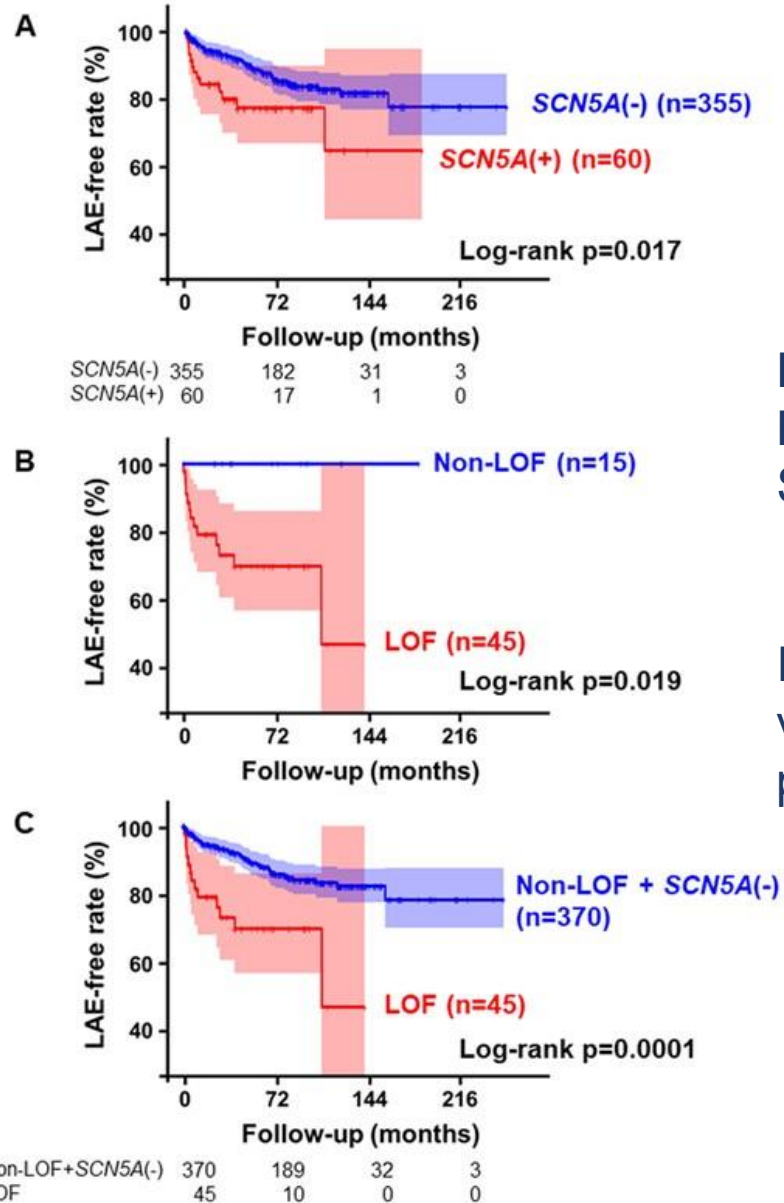 A
100
80
60
40
LAE-free rate (%)
SCN5A(-) (n=355)
SCN5A(+) (n=60)
Log-rank p=0.017
0 72 144 216
Follow-up (months)
SCN5A(-) 355 182 31 3
SCN5A(+) 60 17 1 0
B
100
80
60
40
LAE-free rate (%)
Non-LOF (n=15)
LOF (n=45)
Log-rank p=0.019
0 72 144 216
Follow-up (months)
C
100
80
60
40
LAE-free rate (%)
Non-LOF + SCN5A(-)
(n=370)
LOF (n=45)
Log-rank p=0.0001
0 72 144 216
Follow-up (months)
on-LOF+SCN5A(-) 370 189 32 3
OF 45 10 0 0